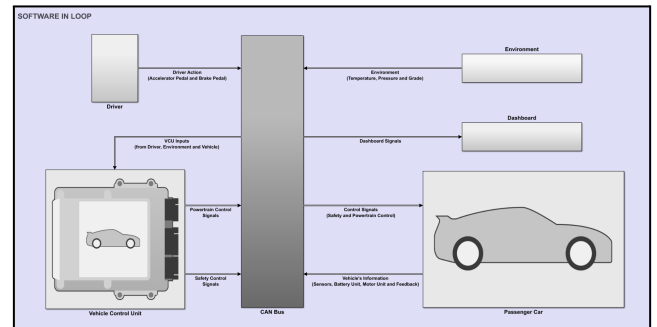 SOFTWARE IN LOOP
Environment
Driver Action
(Accelerator Pedal and Brake Pedal)
Environment
(Temperature, Pressure and Grade)
Driver
Dashboard
VCU Inputs
(from Driver, Environment and Vehicle)
Dashboard Signals
Powertrain Control
Signals
Control Signals
(Safety and Powertrain Control)
Safety Control
Signals
Vehicle's Information
(Sensors, Battery Unit, Motor Unit and Feedback)
Vehicle Control Unit
CAN Bus
Passenger Car